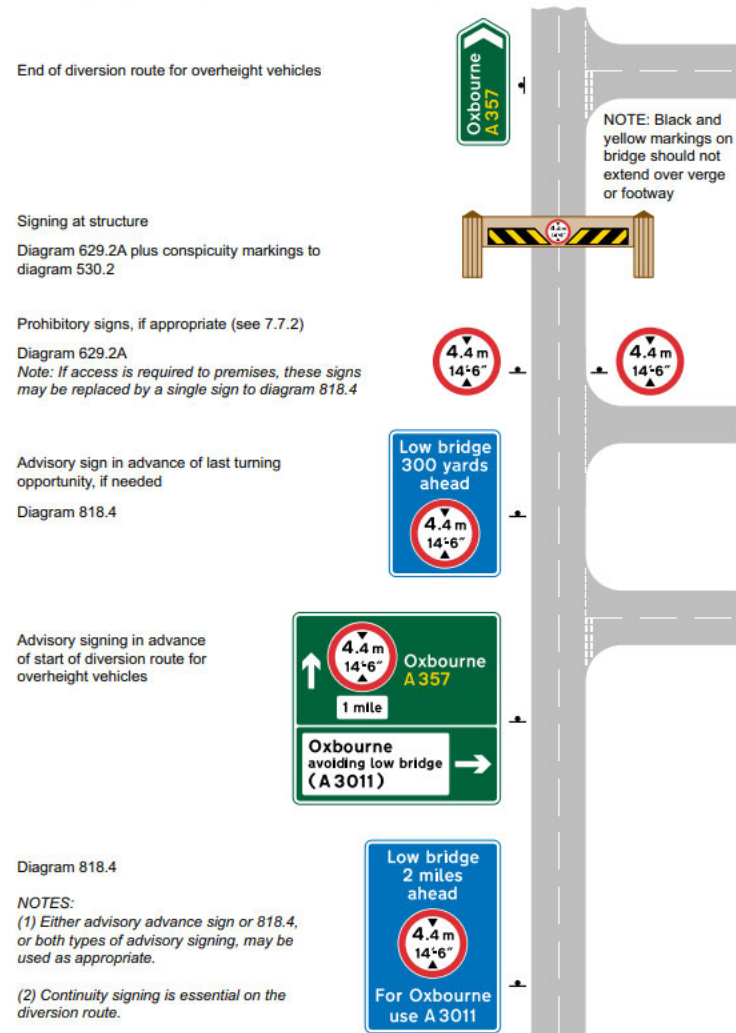 End of diversion route for overheight vehicles
Oxbourne
A 357
NOTE: Black and
yellow markings on
bridge should not
extend over verge
or footway
Signing at structure
Diagram 629.2A plus conspicuity markings to
diagram 530.2
4.4 m
14'-6"
Prohibitory signs, if appropriate (see 7.7.2)
Diagram 629.2A
Note: If access is required to premises, these signs
may be replaced by a single sign to diagram 818.4
4.4 m
14'-6"
4.4 m
14'-6"
Advisory sign in advance of last turning
opportunity, if needed
Diagram 818.4
Low bridge
300 yards
ahead
4.4 m
14'-6"
Advisory signing in advance
of start of diversion route for
overheight vehicles
4.4 m
14'-6"
Oxbourne
A 357
1 mile
Oxbourne
avoiding low bridge
(A 3011)
Diagram 818.4
NOTES:
(1) Either advisory advance sign or 818.4,
or both types of advisory signing, may be
used as appropriate.
(2) Continuity signing is essential on the
diversion route.
Low bridge
2 miles
ahead
4.4 m
14'-6"
For Oxbourne
use A 3011